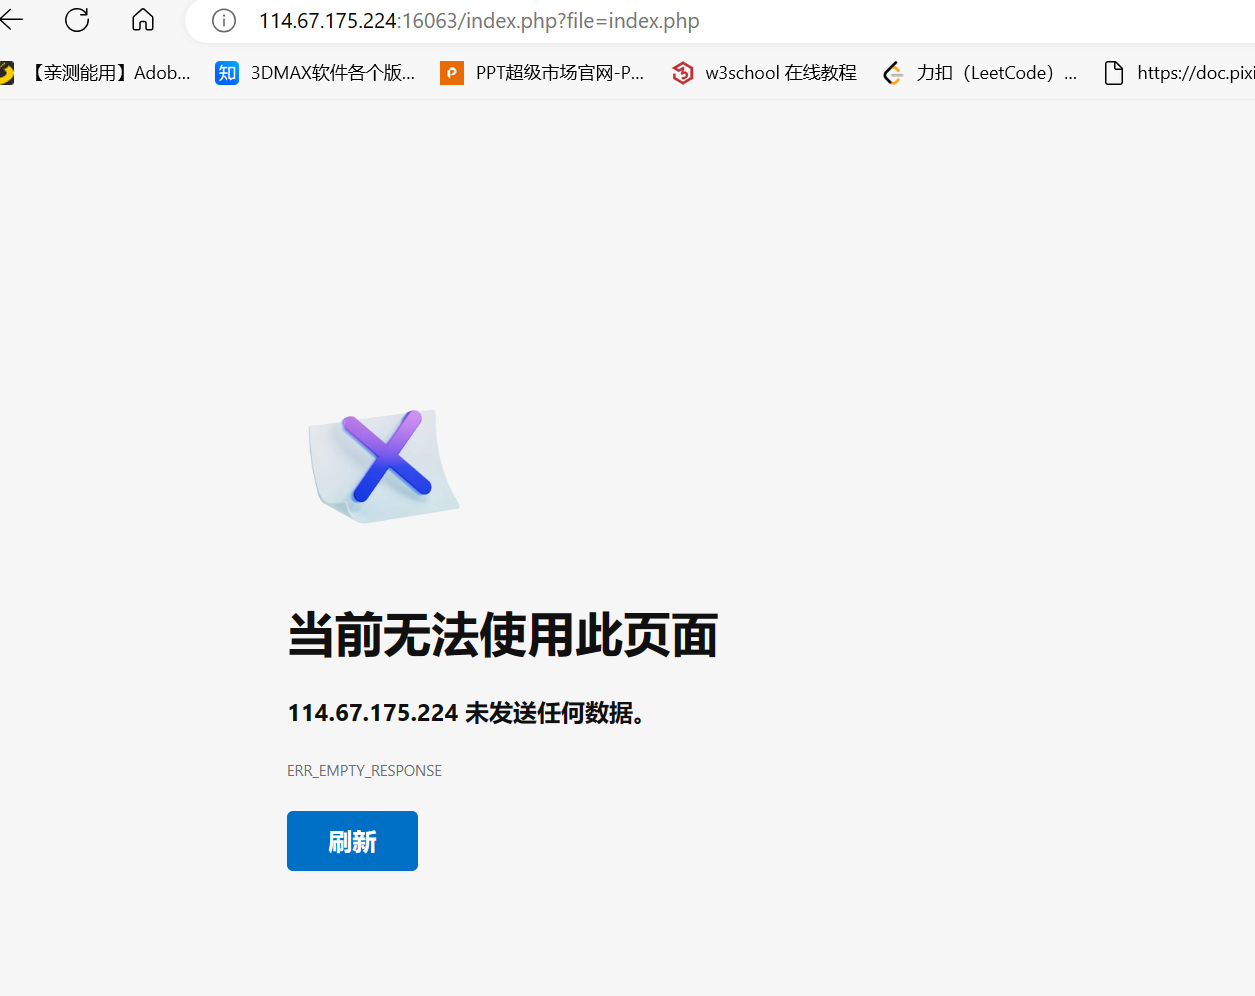 114.67.175.224:16063/index.php?file=index.php
【亲测能用】Adob... 知 3DMAX软件各个版... P PPT超级市场官网-P... w3school 在线教程 力扣（LeetCode）... https://doc.pixi
当前无法使用此页面
114.67.175.224 未发送任何数据。
ERR_EMPTY_RESPONSE
刷新